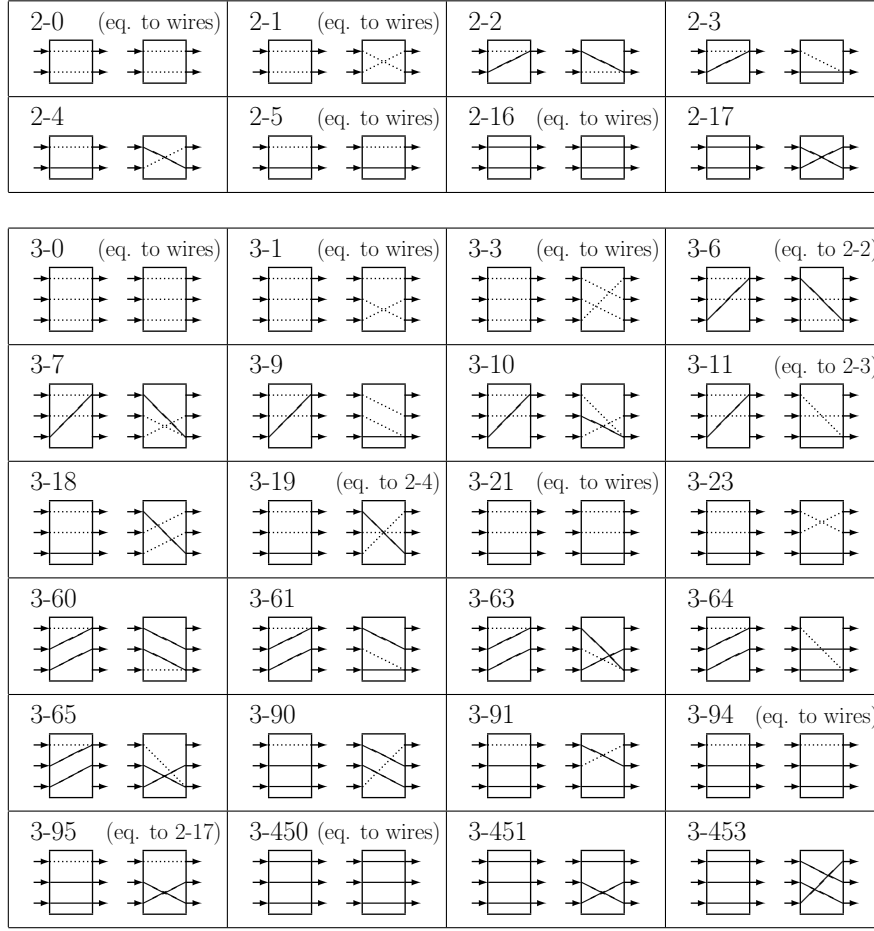 2-0 (eq. to wires) 2-1 (eq. to wires) 2-2 2-3
2-4 2-5 (eq. to wires) 2-16 (eq. to wires) 2-17
3-0 (eq. to wires) 3-1 (eq. to wires) 3-3 (eq. to wires) 3-6 (eq. to 2-2)
3-7 3-9 3-10 3-11 (eq. to 2-3)
3-18 3-19 (eq. to 2-4) 3-21 (eq. to wires) 3-23
3-60 3-61 3-63 3-64
3-65 3-90 3-91 3-94 (eq. to wires)
3-95 (eq. to 2-17) 3-450 (eq. to wires) 3-451 3-453